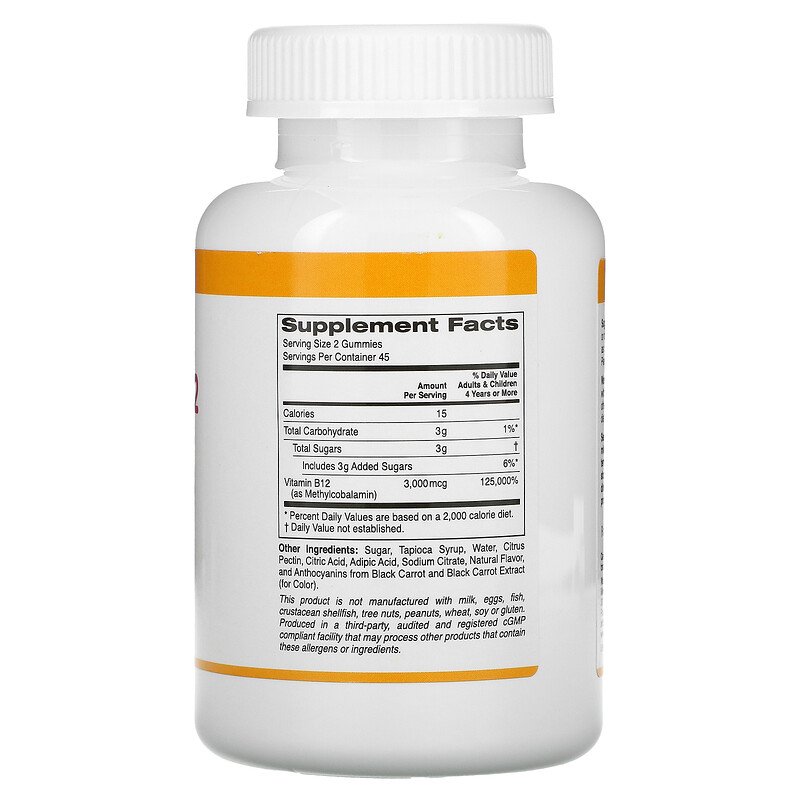 2
Supplement Facts
Serving Size 2 Gummies
Servings Per Container 45
Amount Per Serving
% Daily Value Adults & Children 4 Years or More
Calories 15
Total Carbohydrate 3g 1%*
Total Sugars 3g †
Includes 3g Added Sugars 6%*
Vitamin B12 3,000mcg 125,000%
(as Methylcobalamin)
* Percent Daily Values are based on a 2,000 calorie diet.
† Daily Value not established.
Other Ingredients: Sugar, Tapioca Syrup, Water, Citrus
Pectin, Citric Acid, Adipic Acid, Sodium Citrate, Natural Flavor,
and Anthocyanins from Black Carrot and Black Carrot Extract
(for Color).
This product is not manufactured with milk, eggs, fish,
crustacean shellfish, tree nuts, peanuts, wheat, soy or gluten.
Produced in a third-party, audited and registered cGMP
compliant facility that may process other products that contain
these allergens or ingredients.